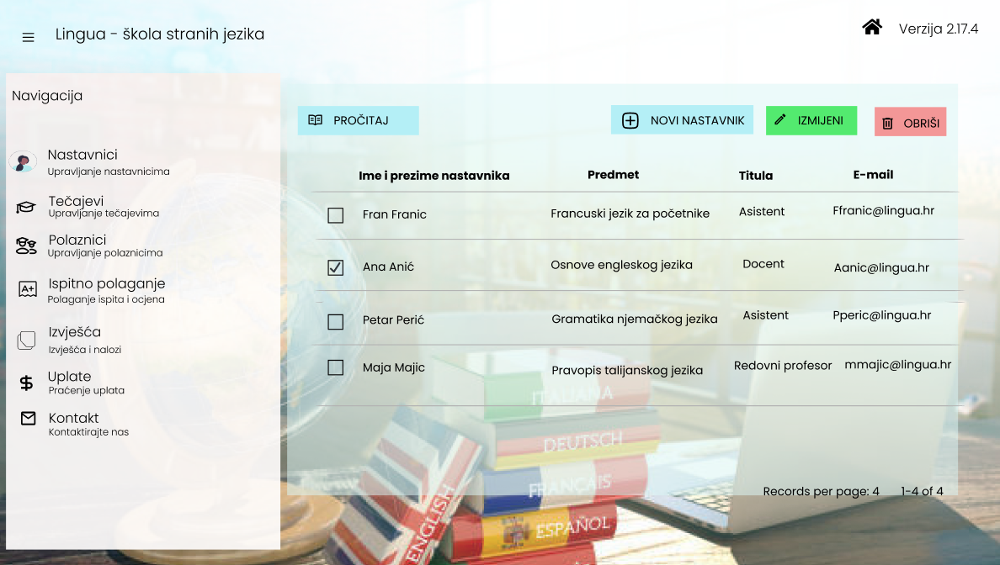 Lingua - škola stranih jezika
Verzija 2.17.4
Navigacija
Nastavnici
Upravljanje nastavnicima
Tečajevi
Upravljanje tečajevima
Polaznici
Upravljanje polaznicima
A+
Ispitno polaganje
Polaganje ispita i ocjena
Izvješća
Izvješća i nalozi
Uplate
Praćenje uplata
Kontakt
Kontaktirajte nas
PROČITAJ
NOVI NASTAVNIK
IZMIJENI
OBRIŠI
Ime i prezime nastavnika Predmet Titula E-mail
Fran Franic Francuski jezik za početnike Asistent Ffranic@lingua.hr
Ana Anić Osnove engleskog jezika Docent Aanic@lingua.hr
Petar Perić Gramatika njemačkog jezika Asistent Pperic@lingua.hr
Maja Majic Pravopis talijanskog jezika Redovni profesor mmajic@lingua.hr
ITALIANA
DEUTSCH
FRANÇAIS
ESPAÑOL
ENGLISH
Records per page: 4 1-4 of 4